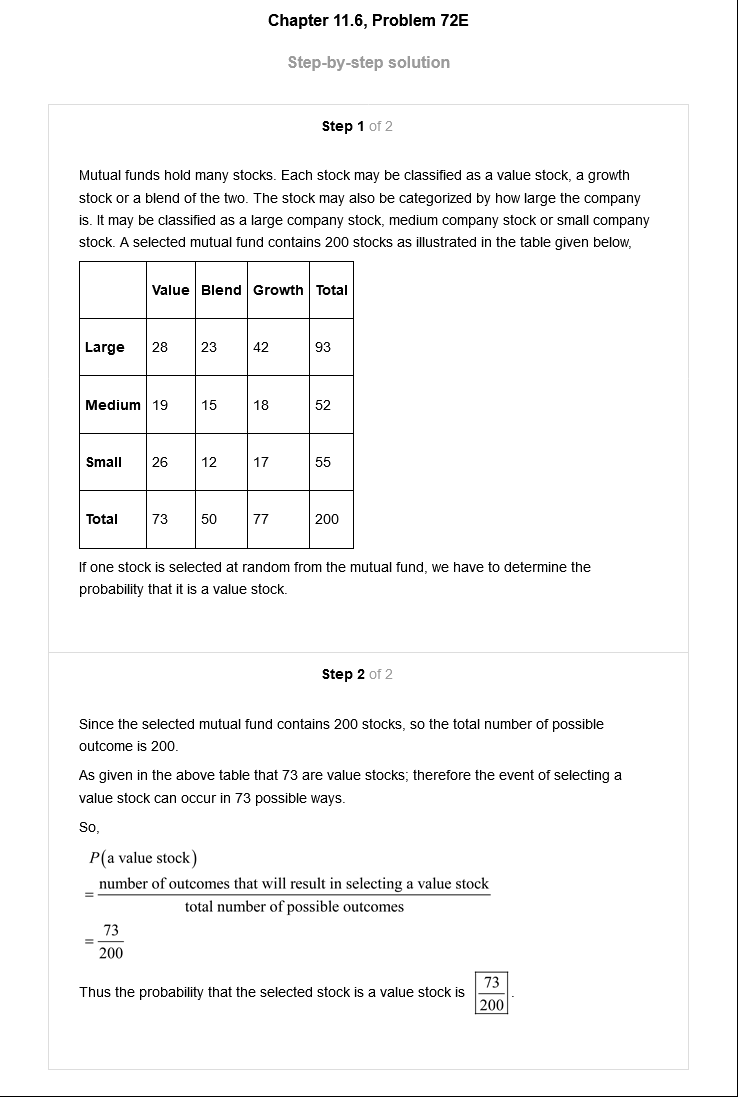 Chapter 11.6, Problem 72E
Step-by-step solution
Step 1 of 2
Mutual funds hold many stocks. Each stock may be classified as a value stock, a growth
stock or a blend of the two. The stock may also be categorized by how large the company
is. It may be classified as a large company stock, medium company stock or small company
stock. A selected mutual fund contains 200 stocks as illustrated in the table given below,
Value Blend Growth Total
Large 28 23 42 93
Medium 19 15 18 52
Small 26 12 17 55
Total 73 50 77 200
If one stock is selected at random from the mutual fund, we have to determine the
probability that it is a value stock.
Step 2 of 2
Since the selected mutual fund contains 200 stocks, so the total number of possible
outcome is 200.
As given in the above table that 73 are value stocks; therefore the event of selecting a
value stock can occur in 73 possible ways.
So,
P(a value stock)
= number of outcomes that will result in selecting a value stock
total number of possible outcomes
= 73
200
Thus the probability that the selected stock is a value stock is 73
200.